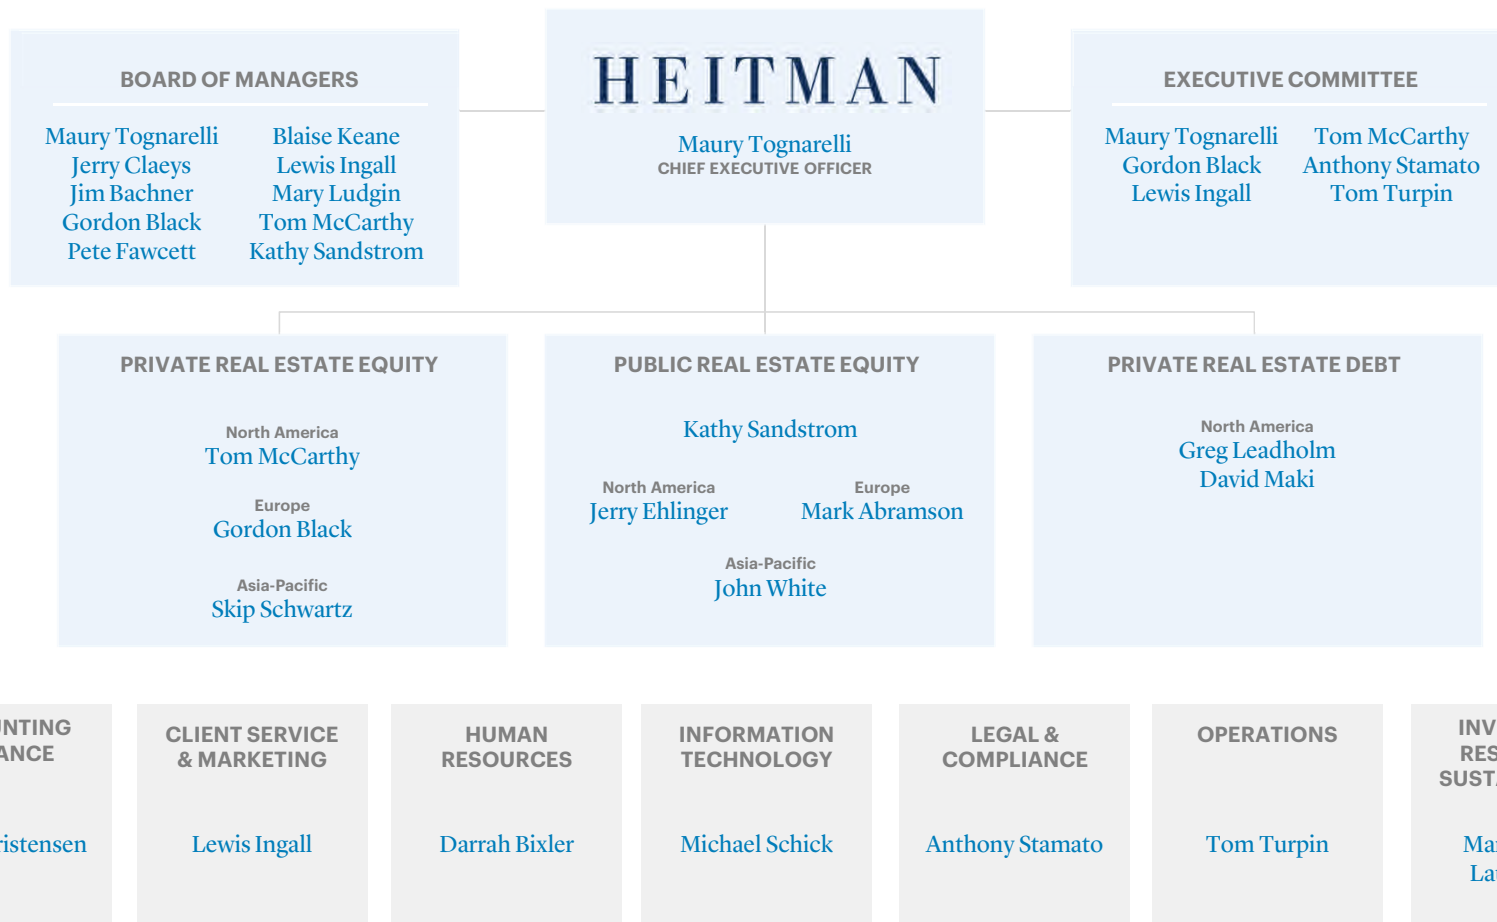 BOARD OF MANAGERS
Maury Tognarelli
Jerry Claeys
Jim Bachner
Gordon Black
Pete Fawcett
Blaise Keane
Lewis Ingall
Mary Ludgin
Tom McCarthy
Kathy Sandstrom
HEITMAN
Maury Tognarelli
CHIEF EXECUTIVE OFFICER
EXECUTIVE COMMITTEE
Maury Tognarelli
Gordon Black
Lewis Ingall
Tom McCarthy
Anthony Stamato
Tom Turpin
PRIVATE REAL ESTATE EQUITY
North America
Tom McCarthy
Europe
Gordon Black
Asia-Pacific
Skip Schwartz
PUBLIC REAL ESTATE EQUITY
Kathy Sandstrom
North America
Jerry Ehlinger
Europe
Mark Abramson
Asia-Pacific
John White
PRIVATE REAL ESTATE DEBT
North America
Greg Leadholm
David Maki
CLIENT SERVICE
& MARKETING
Lewis Ingall
HUMAN
RESOURCES
Darrah Bixler
INFORMATION
TECHNOLOGY
Michael Schick
LEGAL &
COMPLIANCE
Anthony Stamato
OPERATIONS
Tom Turpin